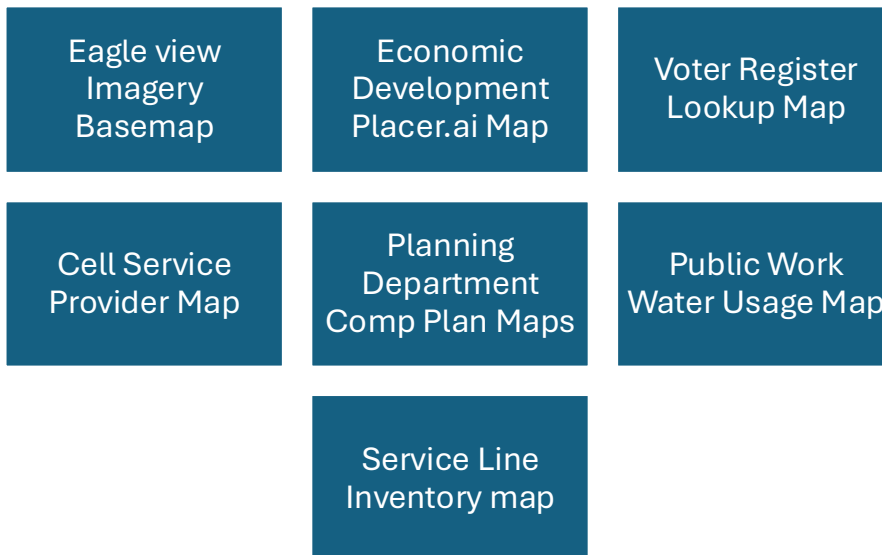 Eagle view
Imagery
Basemap
Economic
Development
Placer.ai Map
Voter Register
Lookup Map
Cell Service
Provider Map
Planning
Department
Comp Plan Maps
Public Work
Water Usage Map
Service Line
Inventory map